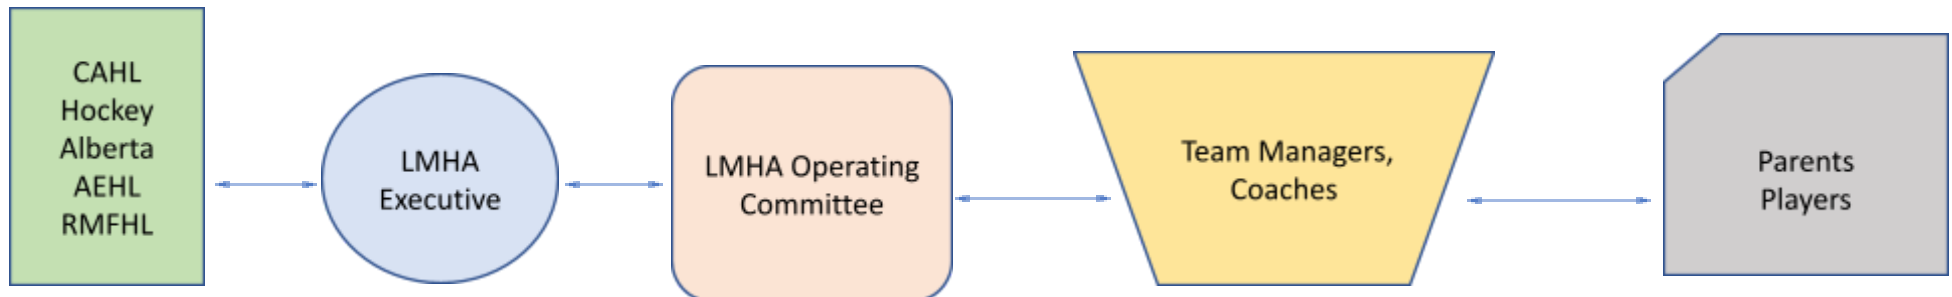 CAHL
Hockey
Alberta
AEHL
RMFHL
LMHA
Executive
LMHA Operating
Committee
Team Managers,
Coaches
Parents
Players